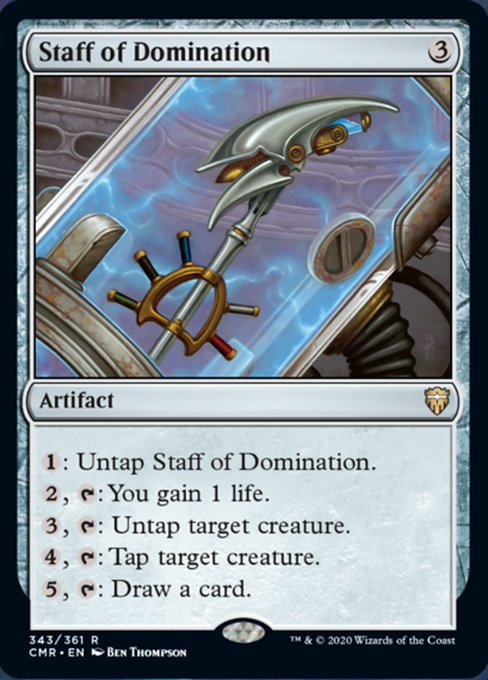 Staff of Domination 3
Artifact
1: Untap Staff of Domination.
2, T: You gain 1 life.
3, T: Untap target creature.
4, T: Tap target creature.
5, T: Draw a card.
343/361 R
CMR • EN Ben Thompson
™ & © 2020 Wizards of the Coast